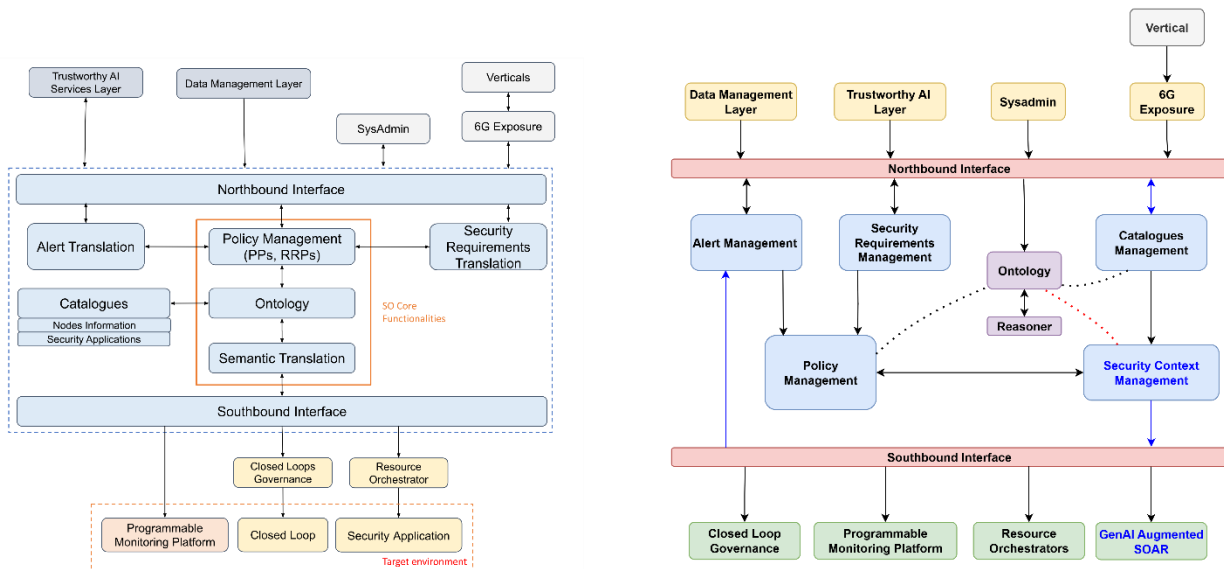 Trustworthy AI
Services Layer
Data Management Layer
Verticals
SysAdmin
6G Exposure
Northbound Interface
Alert Translation
Policy Management
(PPs, RRPs)
Security
Requirements
Translation
Catalogues
Nodes Information
Security Applications
Ontology
SO Core
Functionalities
Semantic Translation
Southbound Interface
Closed Loops
Governance
Resource
Orchestrator
Programmable
Monitoring Platform
Closed Loop
Security Application
Target environment
Vertical
Data Management
Layer
Trustworthy AI
Layer
Sysadmin
6G
Exposure
Northbound Interface
Alert Management
Security
Requirements
Management
Catalogues
Management
Ontology
Reasoner
Policy
Management
Security Context
Management
Southbound Interface
Closed Loop
Governance
Programmable
Monitoring Platform
Resource
Orchestrators
GenAI Augmented
SOAR